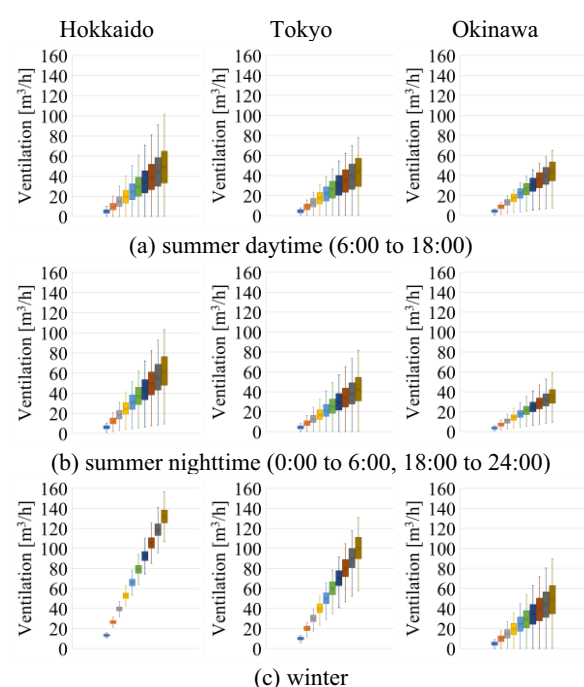 Hokkaido Tokyo Okinawa
Ventilation [m³/h] 160 140 120 100 80 60 40 20 0
Ventilation [m³/h] 160 140 120 100 80 60 40 20 0
Ventilation [m³/h] 160 140 120 100 80 60 40 20 0
(a) summer daytime (6:00 to 18:00)
Ventilation [m³/h] 160 140 120 100 80 60 40 20 0
Ventilation [m³/h] 160 140 120 100 80 60 40 20 0
Ventilation [m³/h] 160 140 120 100 80 60 40 20 0
(b) summer nighttime (0:00 to 6:00, 18:00 to 24:00)
Ventilation [m³/h] 160 140 120 100 80 60 40 20 0
Ventilation [m³/h] 160 140 120 100 80 60 40 20 0
Ventilation [m³/h] 160 140 120 100 80 60 40 20 0
(c) winter